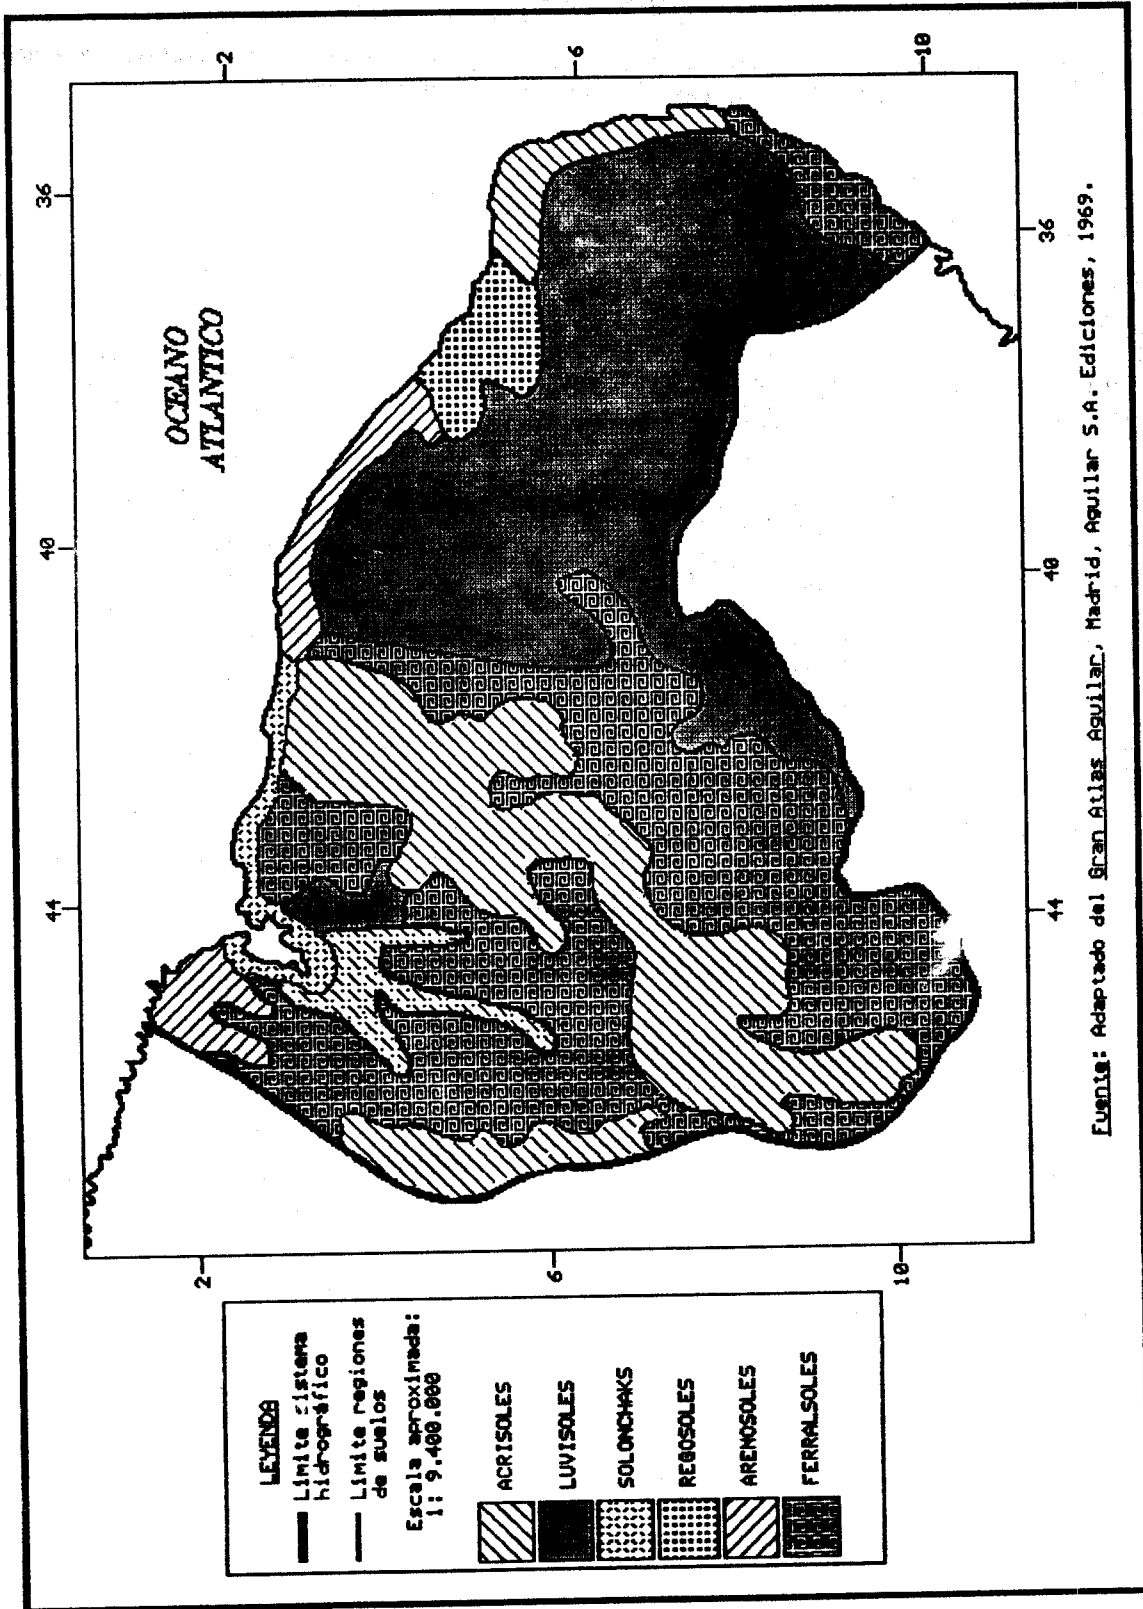 OCEANO
ATLANTICO
2
6
10
36
40
44
36
40
44
2
6
10
LEYENDA
Limite sistema
hidrográfico
Limite regiones
de suelos
Escala aproximada:
1: 9.400.000
ACRISOLES
LUVISOLES
SOLONCHAKS
REGOSOLES
ARENOSOLES
FERRALSOLES
Fuente: Adaptado del Gran Atlas Aguilar, Madrid, Aguilar S.A. Ediciones, 1969.